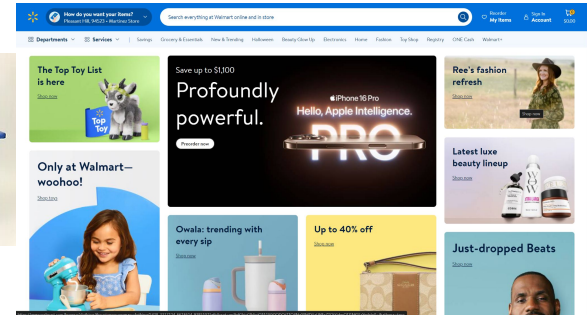 How do you want your items?
Pleasant Hill, 94523 • Martinez Store
Search everything at Walmart online and in store
Reorder
My Items
Sign In
Account
$0.00
Departments
Services
Savings
Grocery & Essentials
New & Trending
Halloween
Beauty Glow Up
Electronics
Home
Fashion
Toy Shop
Registry
ONE Cash
Walmart+
The Top Toy List
is here
Shop now
Top
Toy
Save up to $1,100
Profoundly
powerful.
Preorder now
iPhone 16 Pro
Hello, Apple Intelligence.
PRO
Ree's fashion
refresh
Shop now
Shop now
Only at Walmart—
woohoo!
Shop toys
Latest luxe
beauty lineup
Shop now
COLOR
WOW
Owala: trending with
every sip
Shop now
Up to 40% off
Shop now
Just-dropped Beats
Shop now